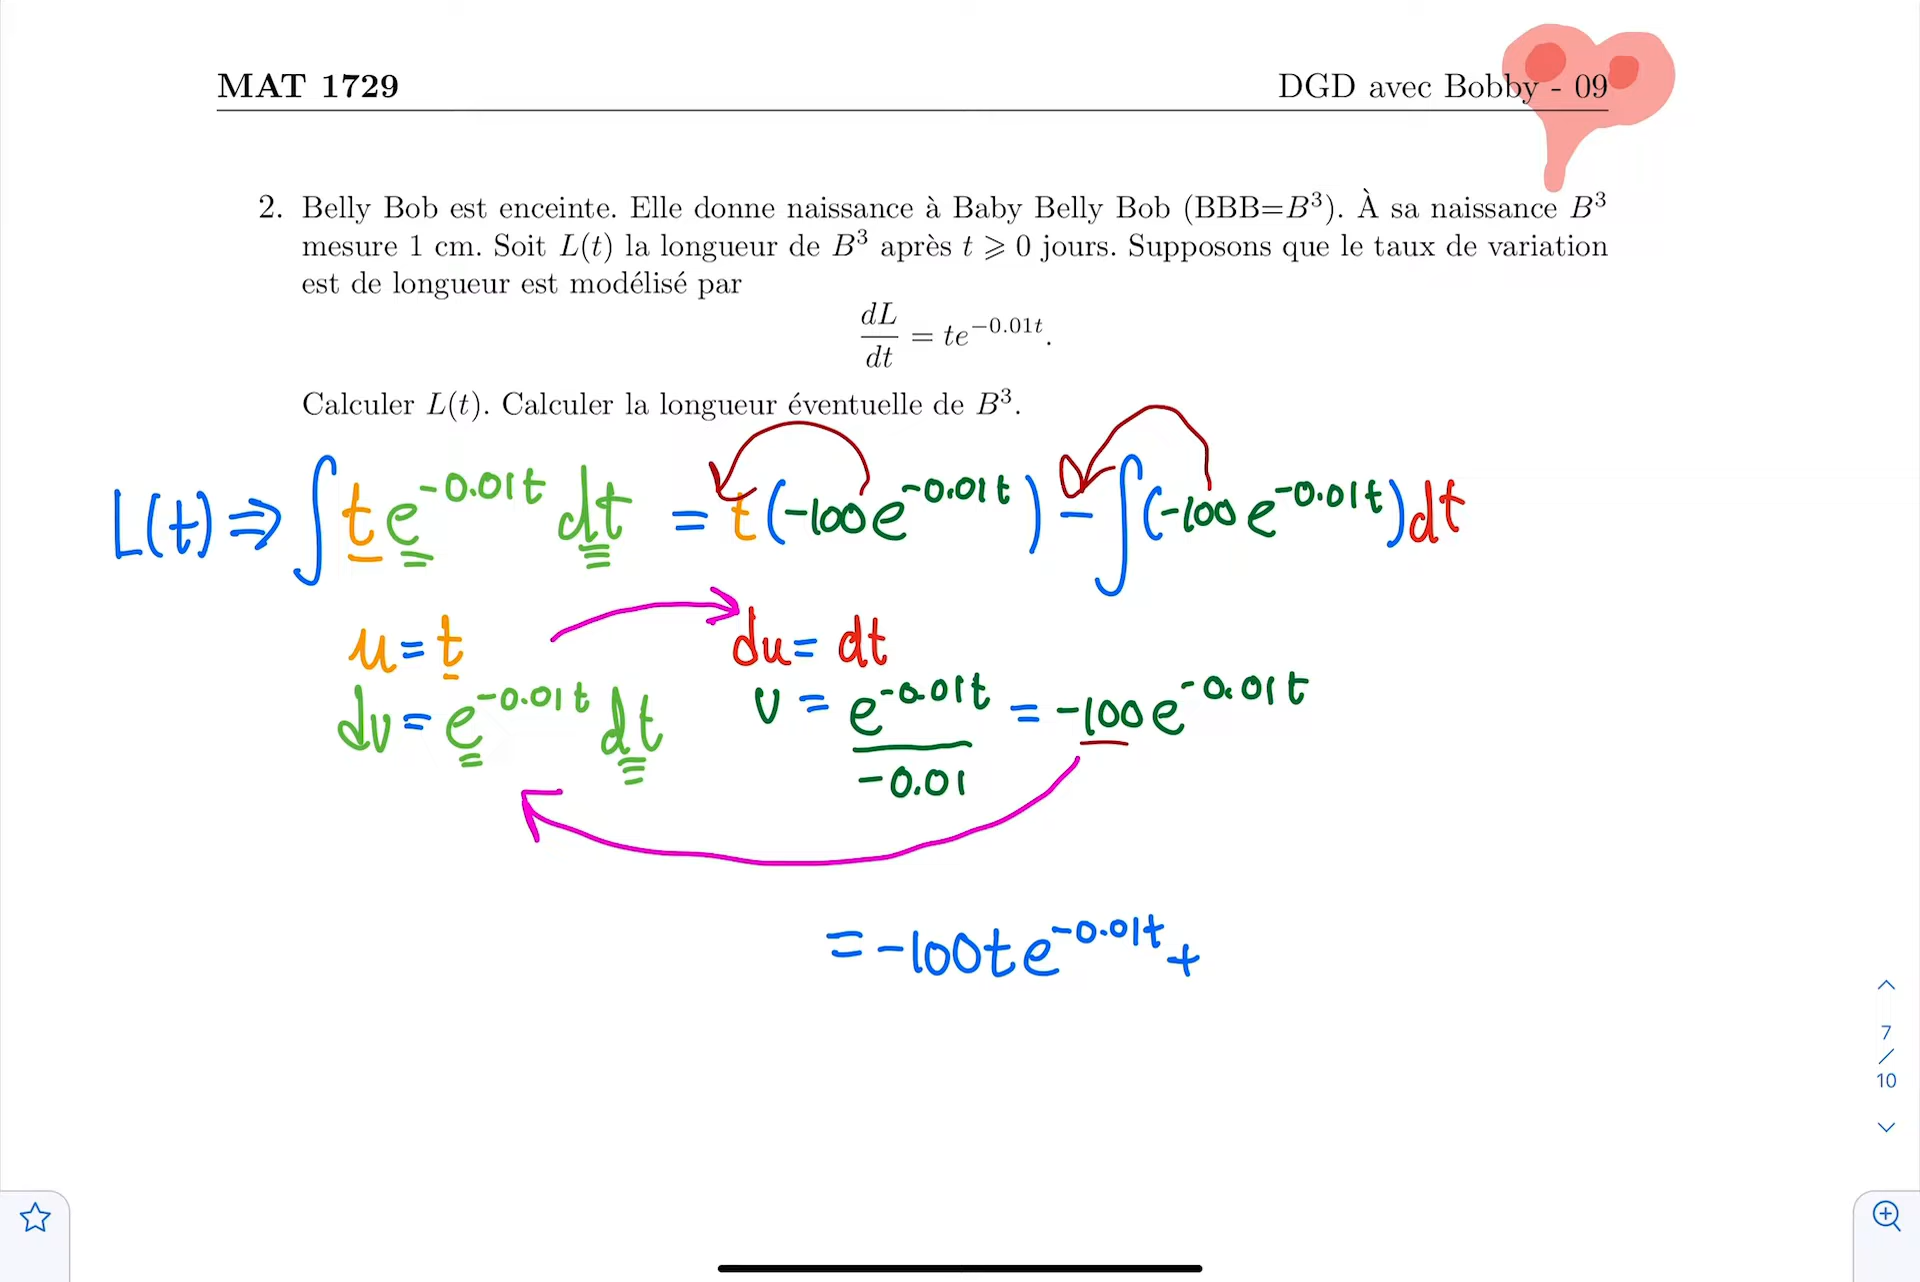 MAT 1729 DGD avec Bobby - 09
2. Belly Bob est enceinte. Elle donne naissance à Baby Belly Bob (BBB=B³). À sa naissance B³
mesure 1 cm. Soit L(t) la longueur de B³ après t ⩾ 0 jours. Supposons que le taux de variation
est de longueur est modélisé par
dL/dt = te^{-0.01t}.
Calculer L(t). Calculer la longueur éventuelle de B³.
L(t) ⇒ ∫ t e^{-0.01t} dt = t(-100e^{-0.01t}) - ∫(-100e^{-0.01t})dt
u = t du = dt
dv = e^{-0.01t} dt v = e^{-0.01t}/-0.01 = -100e^{-0.01t}
= -100te^{-0.01t} +
7
/
10